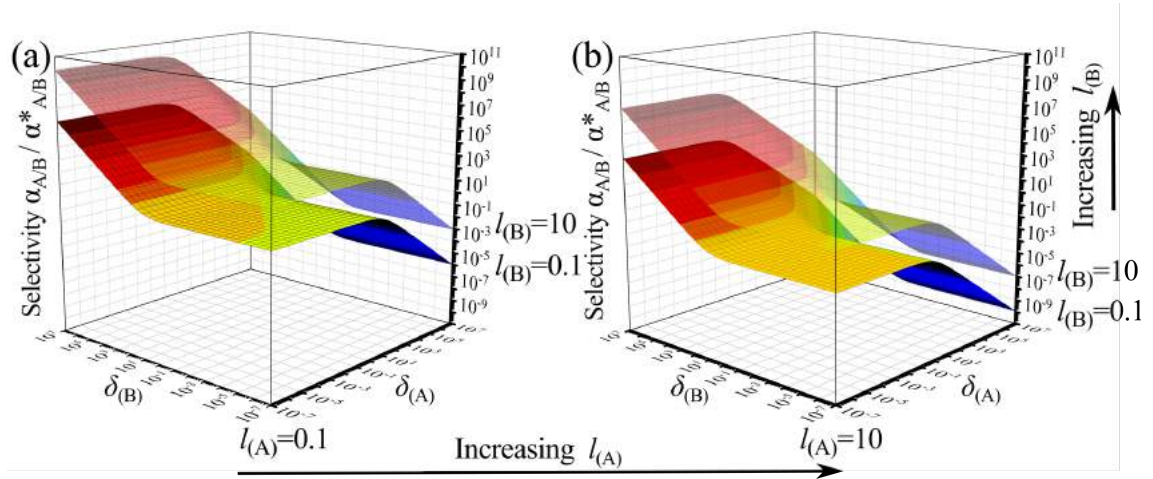 (a)
Selectivity α_A/B / α*_A/B
10^11
10^9
10^7
10^5
10^3
10^1
10^-1
10^-3
10^-5
10^-7
10^-9
l_(B)=10
l_(B)=0.1
δ_(B)
δ_(A)
l_(A)=0.1
(b)
Selectivity α_A/B / α*_A/B
10^11
10^9
10^7
10^5
10^3
10^1
10^-1
10^-3
10^-5
10^-7
10^-9
Increasing l_(B)
l_(B)=10
l_(B)=0.1
δ_(B)
δ_(A)
l_(A)=10
Increasing l_(A)